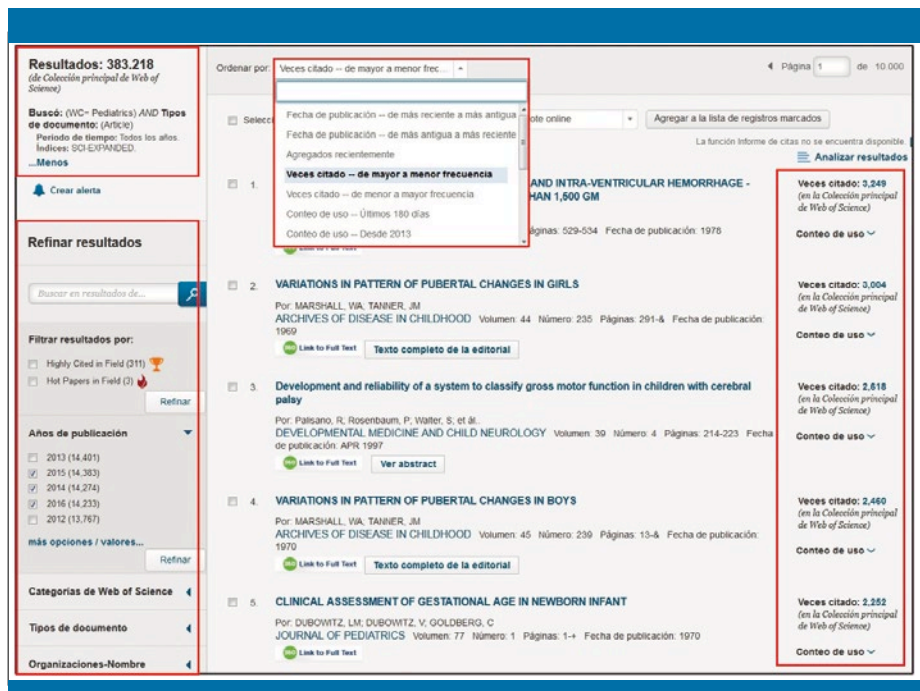 Resultados: 383.218
(de Colección principal de Web of
Science)
Buscó: (WC= Pediatrics) AND Tipos
de documento: (Article)
Periodo de tiempo: Todos los años.
Índices: SCI-EXPANDED.
...Menos
Crear alerta
Refinar resultados
Buscar en resultados de...
Filtrar resultados por:
Highly Cited in Field (311)
Hot Papers in Field (3)
Refinar
Años de publicación
2013 (14,401)
2015 (14,383)
2014 (14,274)
2016 (14,233)
2012 (13,767)
más opciones / valores...
Refinar
Categorías de Web of Science
Tipos de documento
Organizaciones-Nombre
Ordenar por: Veces citado -- de mayor a menor frec...
Página 1 de 10.000
Fecha de publicación -- de más reciente a más antigua
Fecha de publicación -- de más antigua a más reciente
Agregados recientemente
Veces citado -- de mayor a menor frecuencia
Veces citado -- de menor a mayor frecuencia
Conteo de uso -- Últimos 180 días
Conteo de uso -- Desde 2013
Selecc
ote online
Agregar a la lista de registros marcados
La función Informe de citas no se encuentra disponible.
Analizar resultados
1. AND INTRA-VENTRICULAR HEMORRHAGE -
HAN 1,500 GM
áginas: 529-534 Fecha de publicación: 1978
Veces citado: 3,249
(en la Colección principal
de Web of Science)
Conteo de uso
2. VARIATIONS IN PATTERN OF PUBERTAL CHANGES IN GIRLS
Por: MARSHALL, WA; TANNER, JM
ARCHIVES OF DISEASE IN CHILDHOOD Volumen: 44 Número: 235 Páginas: 291-& Fecha de publicación:
1969
Link to Full Text Texto completo de la editorial
Veces citado: 3,004
(en la Colección principal
de Web of Science)
Conteo de uso
3. Development and reliability of a system to classify gross motor function in children with cerebral
palsy
Por: Palisano, R; Rosenbaum, P; Walter, S; et ál..
DEVELOPMENTAL MEDICINE AND CHILD NEUROLOGY Volumen: 39 Número: 4 Páginas: 214-223 Fecha
de publicación: APR 1997
Link to Full Text Ver abstract
Veces citado: 2,618
(en la Colección principal
de Web of Science)
Conteo de uso
4. VARIATIONS IN PATTERN OF PUBERTAL CHANGES IN BOYS
Por: MARSHALL, WA; TANNER, JM
ARCHIVES OF DISEASE IN CHILDHOOD Volumen: 45 Número: 239 Páginas: 13-& Fecha de publicación:
1970
Link to Full Text Texto completo de la editorial
Veces citado: 2,460
(en la Colección principal
de Web of Science)
Conteo de uso
5. CLINICAL ASSESSMENT OF GESTATIONAL AGE IN NEWBORN INFANT
Por: DUBOWITZ, LM; DUBOWITZ, V; GOLDBERG, C
JOURNAL OF PEDIATRICS Volumen: 77 Número: 1 Páginas: 1-+ Fecha de publicación: 1970
Link to Full Text
Veces citado: 2,252
(en la Colección principal
de Web of Science)
Conteo de uso